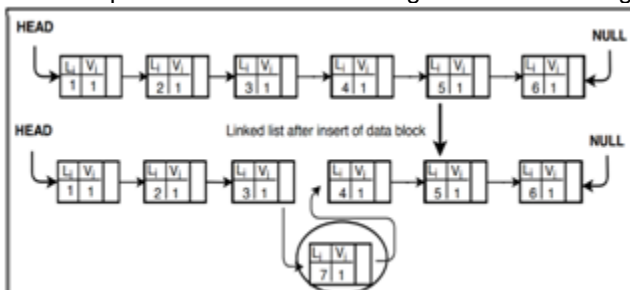 HEAD
NULL
Li Vi Li Vi Li Vi Li Vi Li Vi Li Vi
1 1 2 1 3 1 4 1 5 1 6 1
HEAD
Linked list after insert of data block
NULL
Li Vi Li Vi Li Vi Li Vi Li Vi Li Vi
1 1 2 1 3 1 4 1 5 1 6 1
Li Vi
7 1